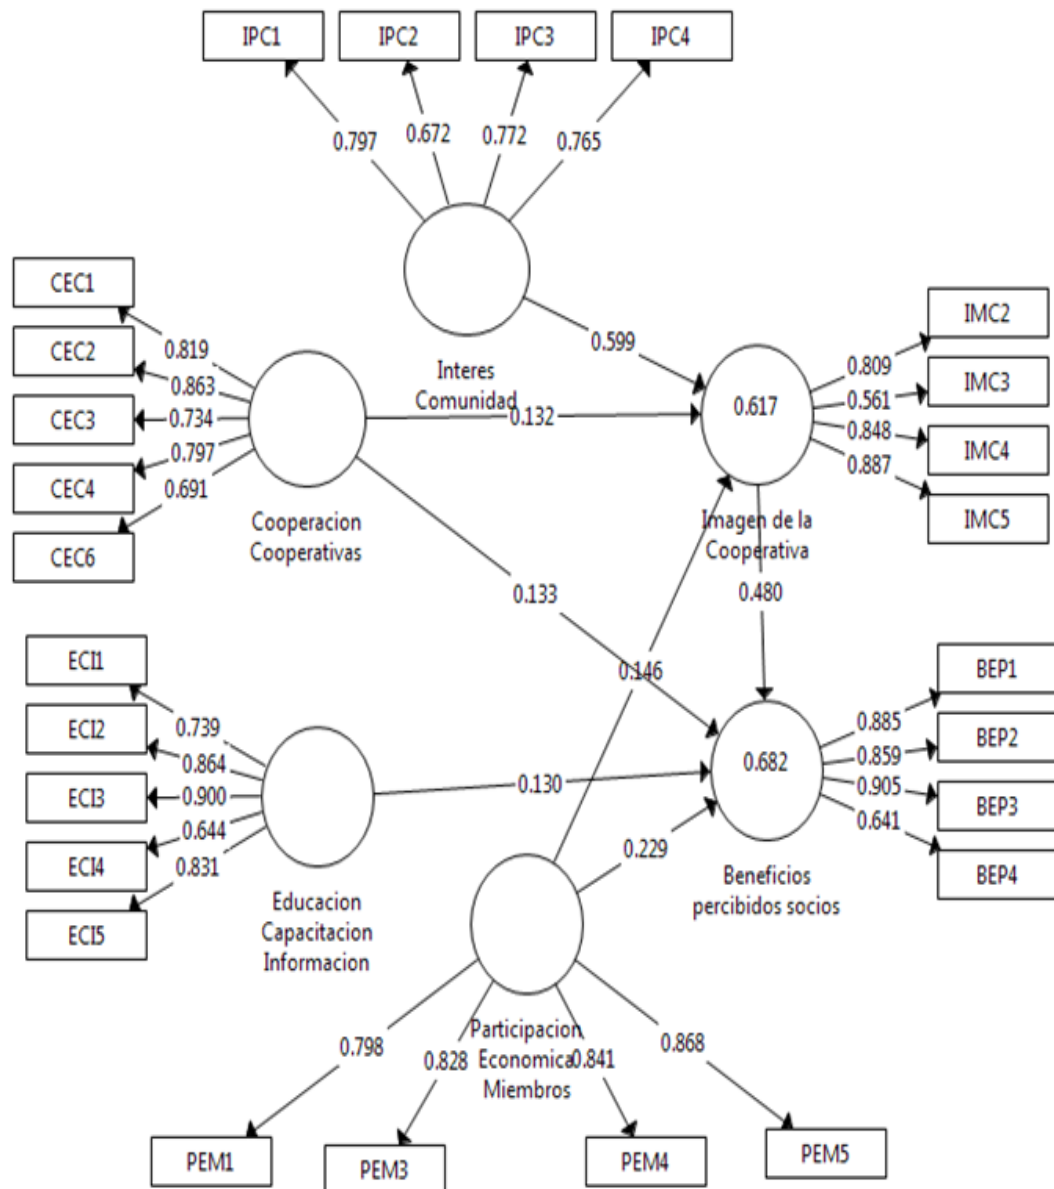 IPC1
IPC2
IPC3
IPC4
0.797
0.672
0.772
0.765
CEC1
CEC2
CEC3
CEC4
CEC6
0.819
0.863
0.734
0.797
0.691
Interes
Comunidad
0.599
0.132
0.617
IMC2
IMC3
IMC4
IMC5
0.809
0.561
0.848
0.887
Cooperacion
Cooperativas
Imagen de la
Cooperativa
0.133
0.480
0.146
ECI1
ECI2
ECI3
ECI4
ECI5
0.739
0.864
0.900
0.644
0.831
0.130
0.229
0.682
BEP1
BEP2
BEP3
BEP4
0.885
0.859
0.905
0.641
Educacion
Capacitacion
Informacion
Beneficios
percibidos socios
Participacion
Economica
Miembros
0.798
0.828
0.841
0.868
PEM1
PEM3
PEM4
PEM5